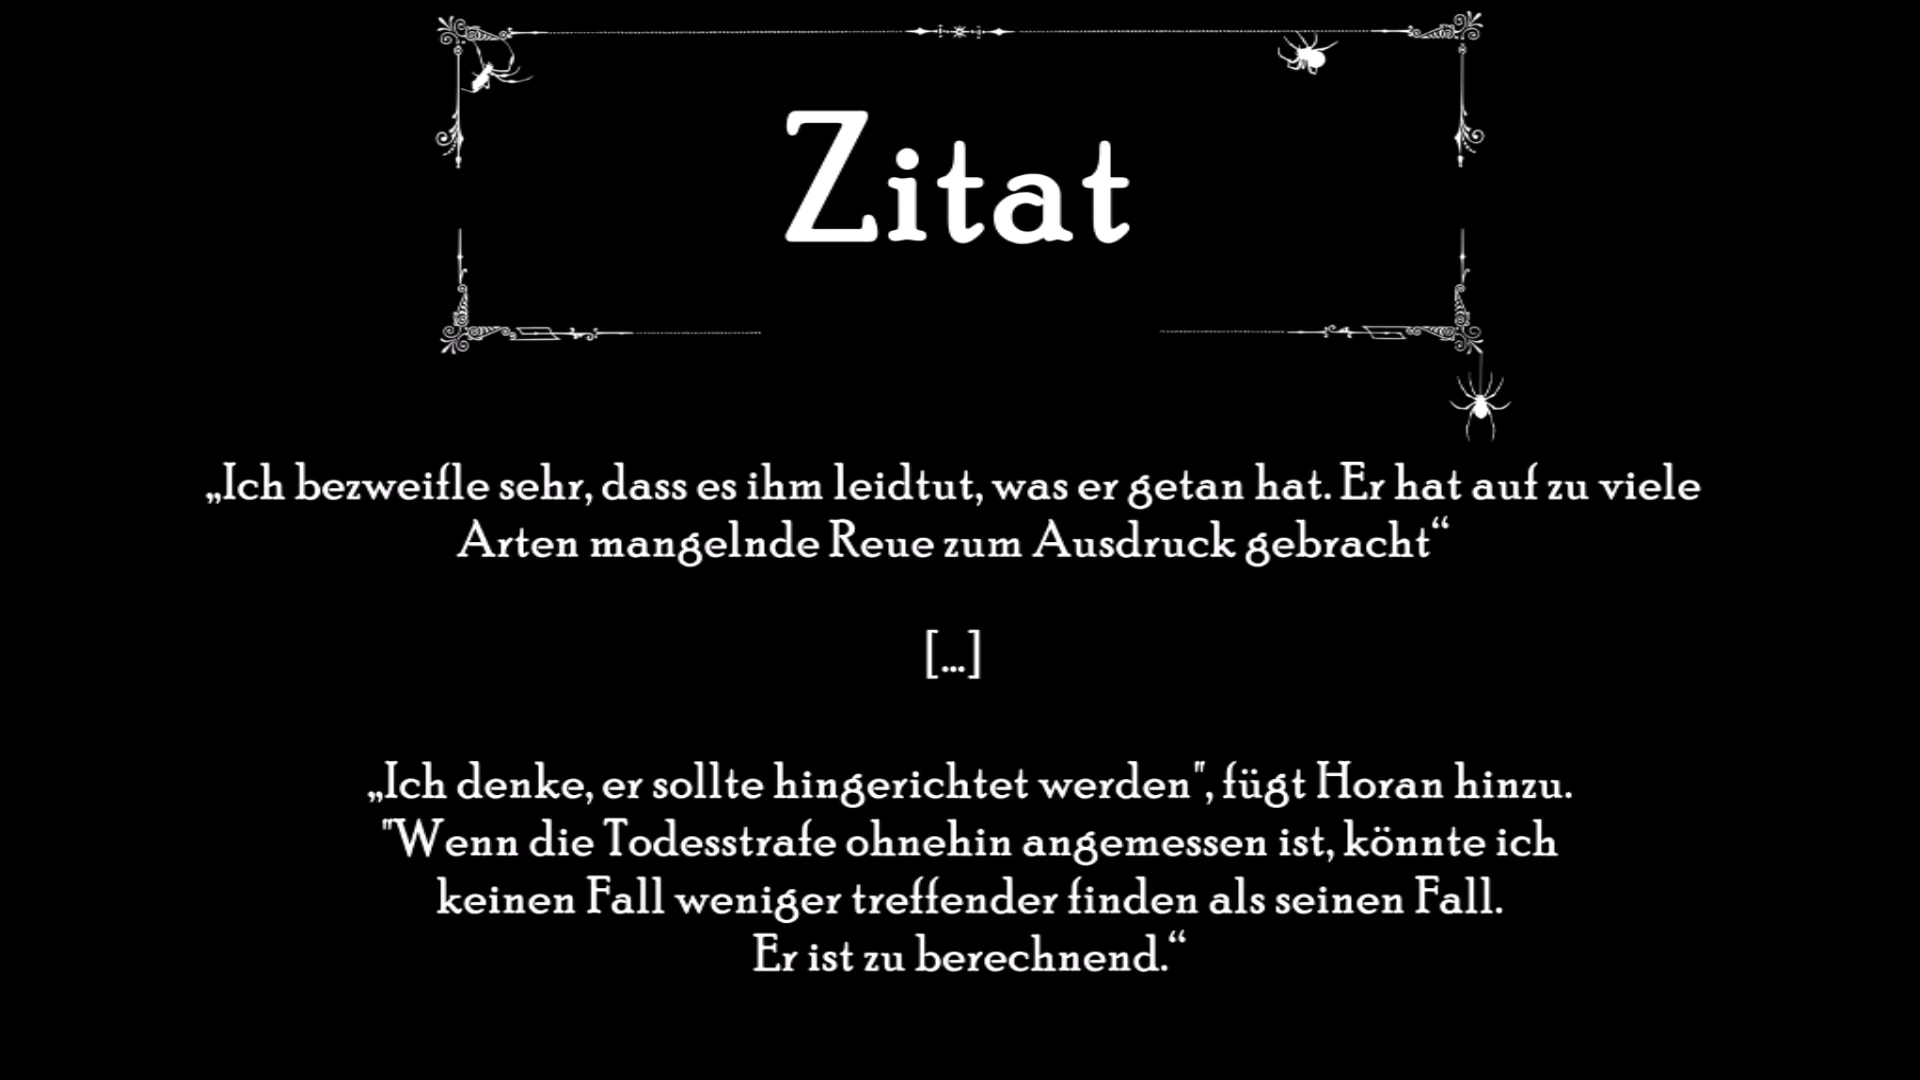 Zitat
„Ich bezweifle sehr, dass es ihm leidtut, was er getan hat. Er hat auf zu viele
Arten mangelnde Reue zum Ausdruck gebracht“
[...]
„Ich denke, er sollte hingerichtet werden", fügt Horan hinzu.
"Wenn die Todesstrafe ohnehin angemessen ist, könnte ich
keinen Fall weniger treffender finden als seinen Fall.
Er ist zu berechnend.“